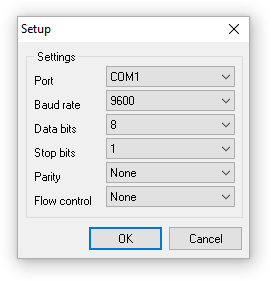 Setup
Settings
Port COM1
Baud rate 9600
Data bits 8
Stop bits 1
Parity None
Flow control None
OK Cancel